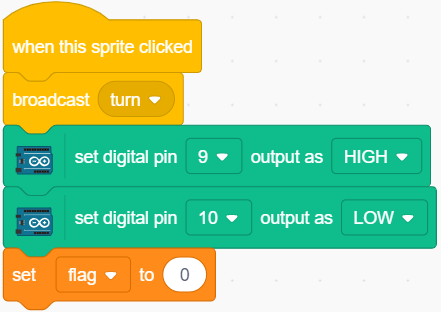 when this sprite clicked
broadcast turn
set digital pin 9 output as HIGH
set digital pin 10 output as LOW
set flag to 0